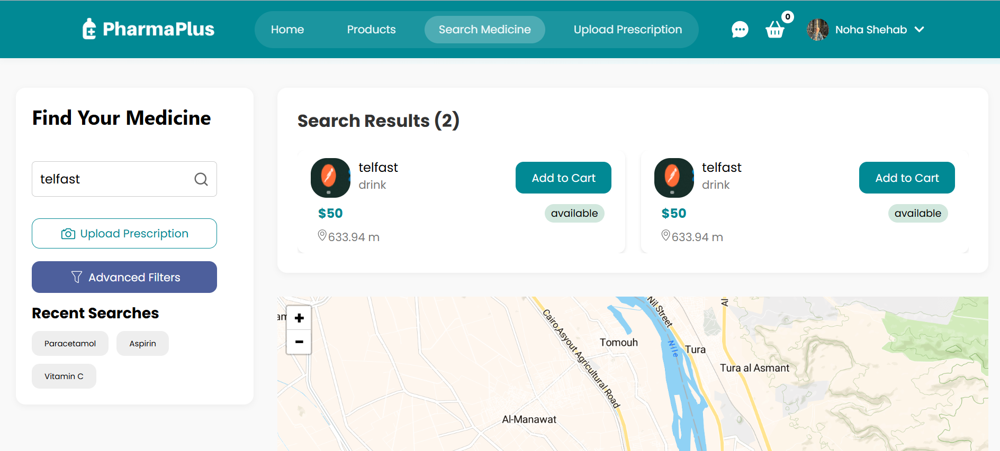 PharmaPlus
Home
Products
Search Medicine
Upload Prescription
0
Noha Shehab
Find Your Medicine
telfast
Upload Prescription
Advanced Filters
Recent Searches
Paracetamol
Aspirin
Vitamin C
Search Results (2)
telfast
drink
Add to Cart
$50
available
633.94 m
telfast
drink
Add to Cart
$50
available
633.94 m
+
−
Cairo,Asyout Agricultural Road
Nil Street
Al
Tomouh
Nile
Tura
Tura al Asmant
Al-Manawat